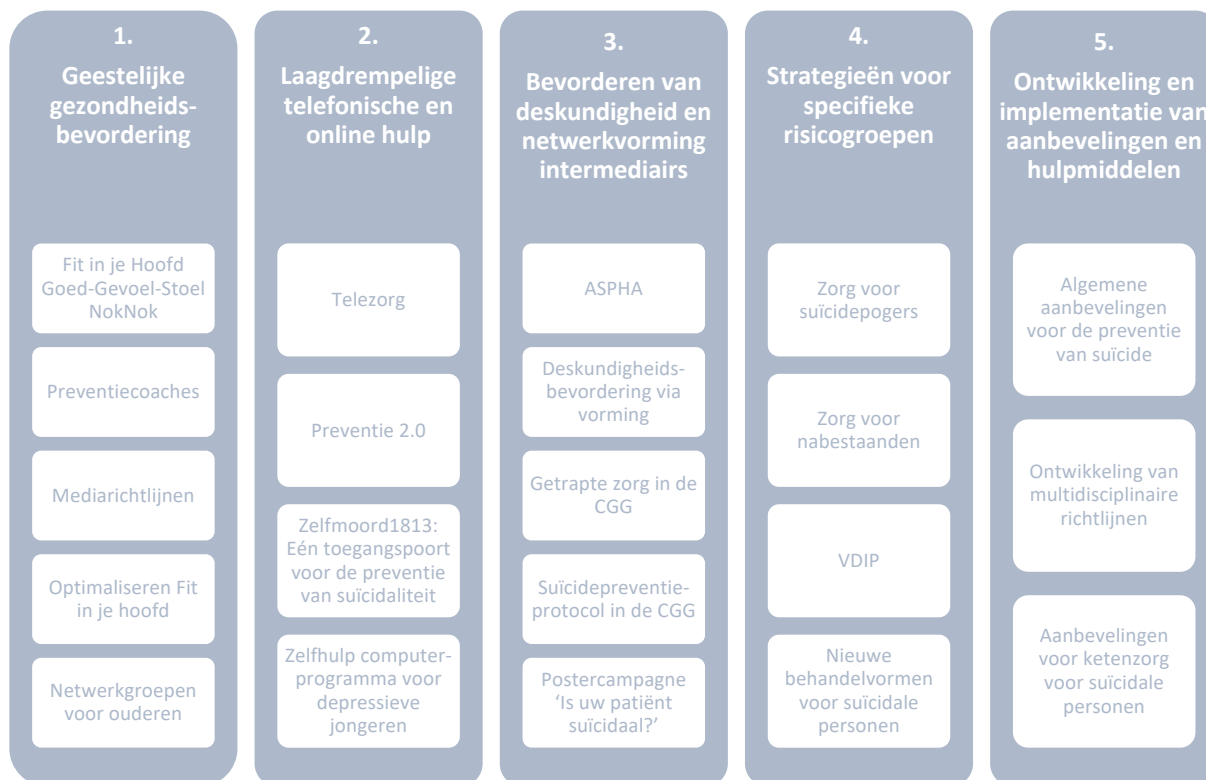 1.
Geestelijke
gezondheids-
bevordering
Fit in je Hoofd
Goed-Gevoel-Stoel
NokNok
Preventiecoaches
Mediarichtlijnen
Optimaliseren Fit
in je hoofd
Netwerkgroepen
voor ouderen
2.
Laagdrempelige
telefonische en
online hulp
Telezorg
Preventie 2.0
Zelfmoord1813:
Eén toegangspoort
voor de preventie
van suïcidaliteit
Zelfhulp computer-
programma voor
depressieve
jongeren
3.
Bevorderen van
deskundigheid en
netwerkvorming
intermediairs
ASPHA
Deskundigheids-
bevordering via
vorming
Getrapte zorg in de
CGG
Suïcidepreventie-
protocol in de CGG
Postercampagne
‘Is uw patiënt
suïcidaal?’
4.
Strategieën voor
specifieke
risicogroepen
Zorg voor
suïcidepogers
Zorg voor
nabestaanden
VDIP
Nieuwe
behandelvormen
voor suïcidale
personen
5.
Ontwikkeling en
implementatie van
aanbevelingen en
hulpmiddelen
Algemene
aanbevelingen
voor de preventie
van suïcide
Ontwikkeling van
multidisciplinaire
richtlijnen
Aanbevelingen
voor ketenzorg
voor suïcidale
personen